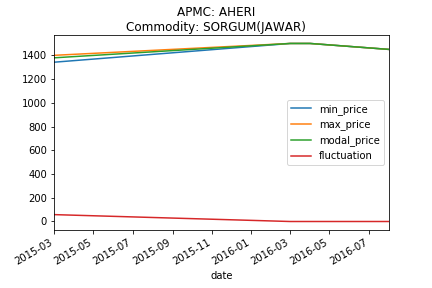 APMC: AHERI
Commodity: SORGUM(JAWAR)
1400
1200
1000
800
600
400
200
0
min_price
max_price
modal_price
fluctuation
2015-03
2015-05
2015-07
2015-09
2015-11
2016-01
2016-03
2016-05
2016-07
date